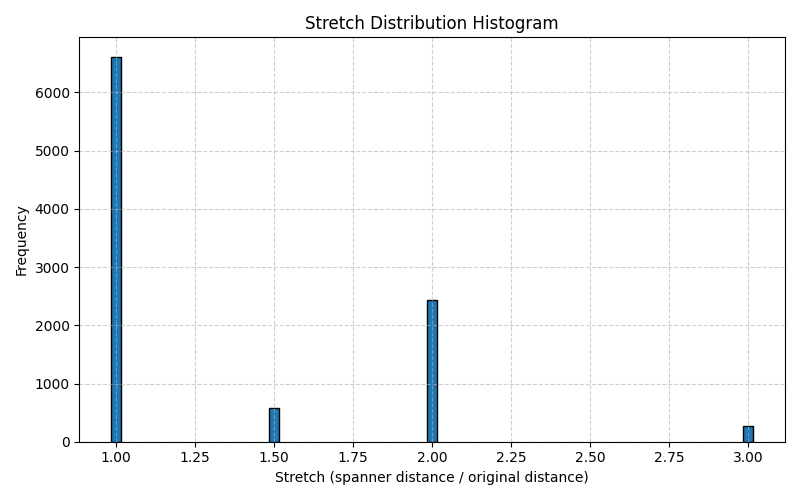 Stretch Distribution Histogram
Frequency
6000
5000
4000
3000
2000
1000
0
1.00 1.25 1.50 1.75 2.00 2.25 2.50 2.75 3.00
Stretch (spanner distance / original distance)